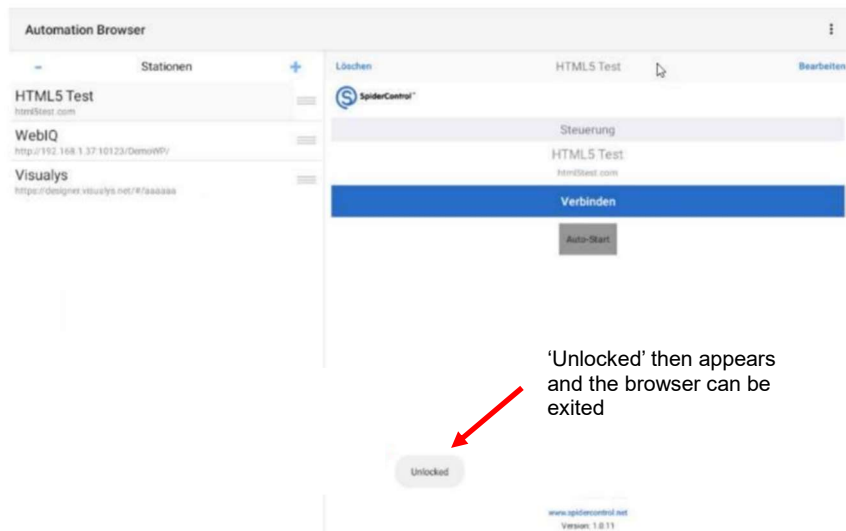 Automation Browser
- Stationen +
Löschen HTML5 Test Bearbeiten
HTML5 Test
html5test.com
SpiderControl™
WebIQ
http://192.168.1.37:10123/DemoWP/
Steuerung
HTML5 Test
html5test.com
Visualys
https://designer.visualys.net/#/aaaaaa
Verbinden
Auto-Start
‘Unlocked’ then appears
and the browser can be
exited
Unlocked
www.spidercontrol.net
Version: 1.0.11